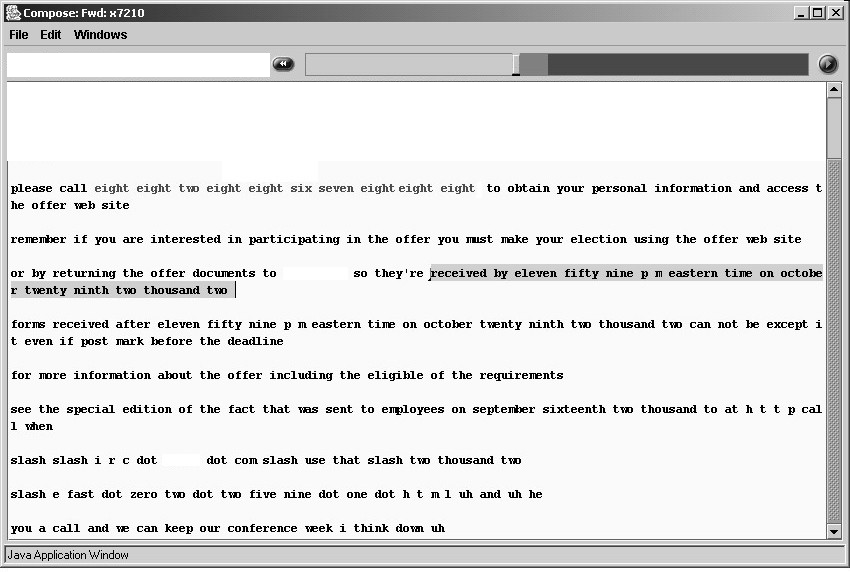 Compose: Fwd: x7210
File Edit Windows
please call eight eight two eight eight six seven eight eight eight to obtain your personal information and access t
he offer web site
remember if you are interested in participating in the offer you must make your election using the offer web site
or by returning the offer documents to so they're received by eleven fifty nine p m eastern time on octobe
r twenty ninth two thousand two
forms received after eleven fifty nine p m eastern time on october twenty ninth two thousand two can not be except i
t even if post mark before the deadline
for more information about the offer including the eligible of the requirements
see the special edition of the fact that was sent to employees on september sixteenth two thousand to at h t t p cal
l when
slash slash i r c dot dot com slash use that slash two thousand two
slash e fast dot zero two dot two five nine dot one dot h t m l uh and uh he
you a call and we can keep our conference week i think down uh
Java Application Window